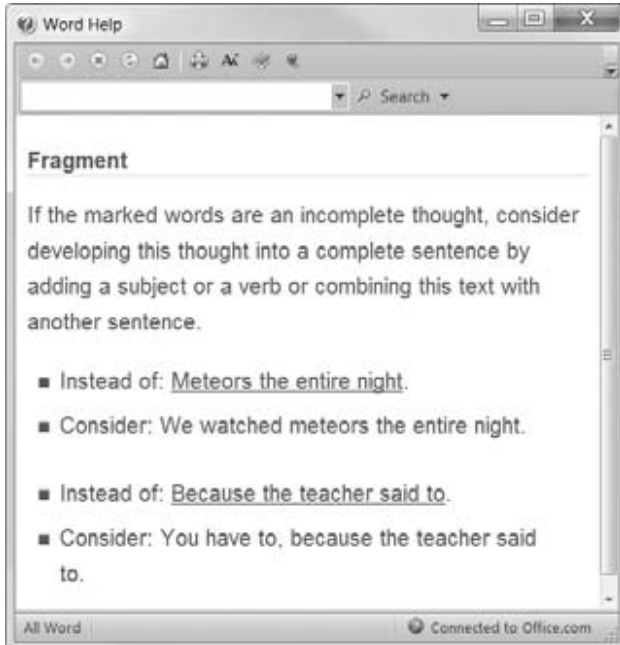 Word Help
Search
Fragment
If the marked words are an incomplete thought, consider
developing this thought into a complete sentence by
adding a subject or a verb or combining this text with
another sentence.
■ Instead of: Meteors the entire night.
■ Consider: We watched meteors the entire night.
■ Instead of: Because the teacher said to.
■ Consider: You have to, because the teacher said
to.
All Word Connected to Office.com